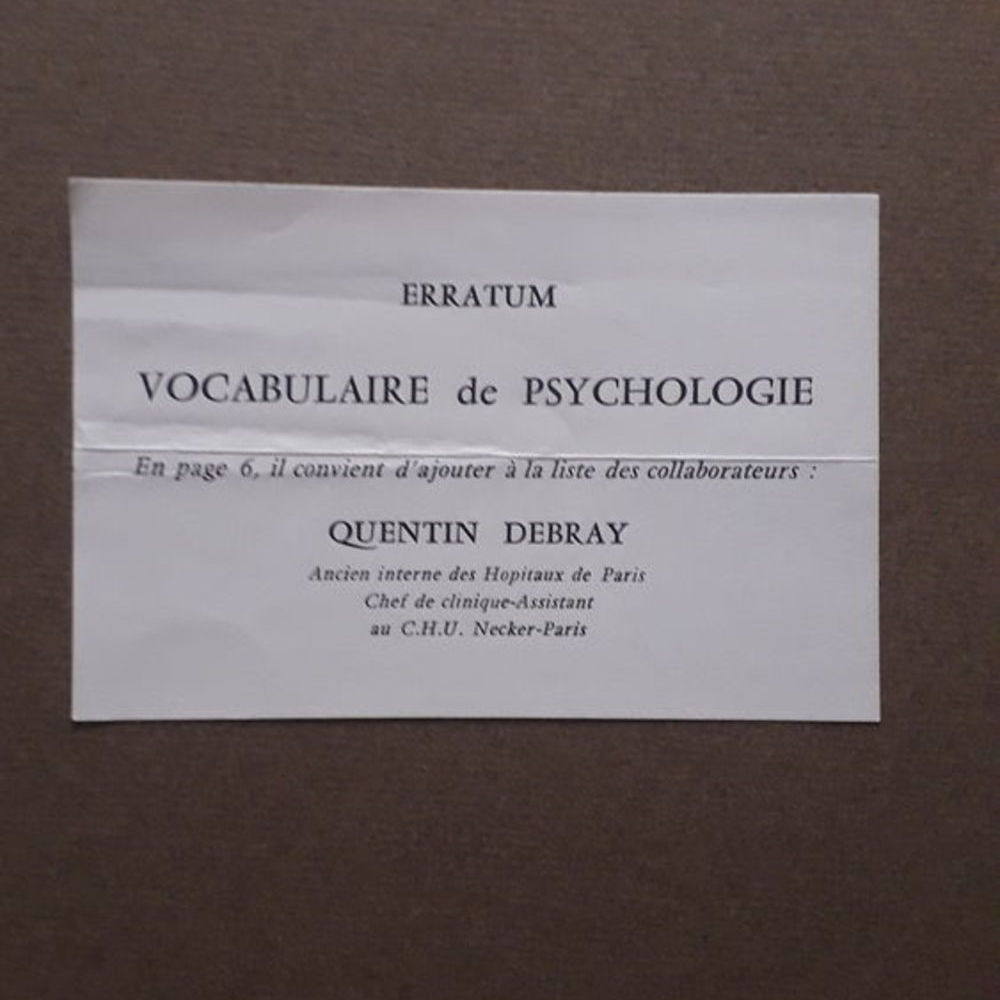 ERRATUM
VOCABULAIRE de PSYCHOLOGIE
En page 6, il convient d'ajouter à la liste des collaborateurs :
QUENTIN DEBRAY
Ancien interne des Hopitaux de Paris
Chef de clinique-Assistant
au C.H.U. Necker-Paris